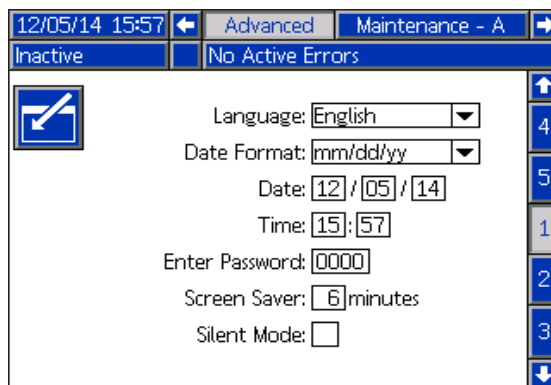 12/05/14 15:57 Advanced Maintenance - A
Inactive No Active Errors
Language: English
Date Format: mm/dd/yy
Date: 12 / 05 / 14
Time: 15 : 57
Enter Password: 0000
Screen Saver: 6 minutes
Silent Mode:
4
5
1
2
3